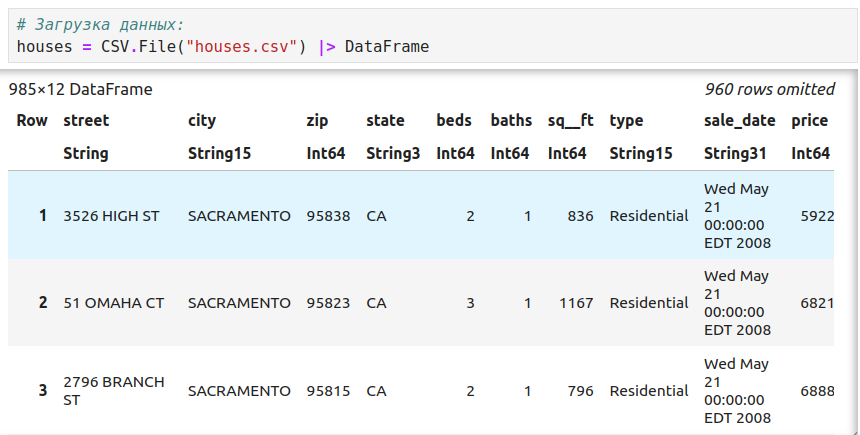 # Загрузка данных:
houses = CSV.File("houses.csv") |> DataFrame
985×12 DataFrame 960 rows omitted
Row street city zip state beds baths sq__ft type sale_date price
String String15 Int64 String3 Int64 Int64 Int64 String15 String31 Int64
1 3526 HIGH ST SACRAMENTO 95838 CA 2 1 836 Residential Wed May 21 00:00:00 EDT 2008 5922
2 51 OMAHA CT SACRAMENTO 95823 CA 3 1 1167 Residential Wed May 21 00:00:00 EDT 2008 6821
3 2796 BRANCH ST SACRAMENTO 95815 CA 2 1 796 Residential Wed May 21 00:00:00 EDT 2008 6888